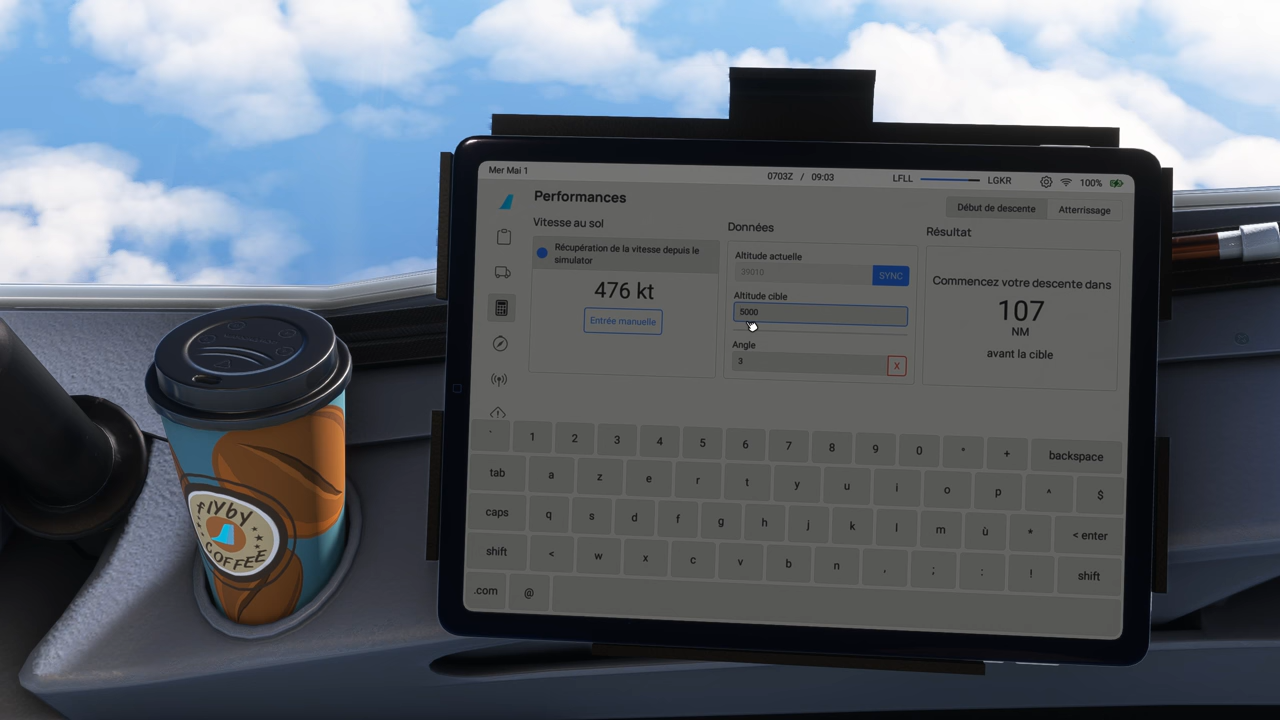 Mer Mai 1
0703Z / 09:03
LFLL
LGKR
100%
Performances
Début de descente
Atterrissage
Vitesse au sol
Récupération de la vitesse depuis le
simulator
476 kt
Entrée manuelle
Données
Altitude actuelle
39010
SYNC
Altitude cible
5000
Angle
3
X
Résultat
Commencez votre descente dans
107
NM
avant la cible
` 1 2 3 4 5 6 7 8 9 0 ° + backspace
tab a z e r t y u i o p ^ $
caps q s d f g h j k l m ù * < enter
shift < w x c v b n , ; : ! shift
.com @
flyby
COFFEE